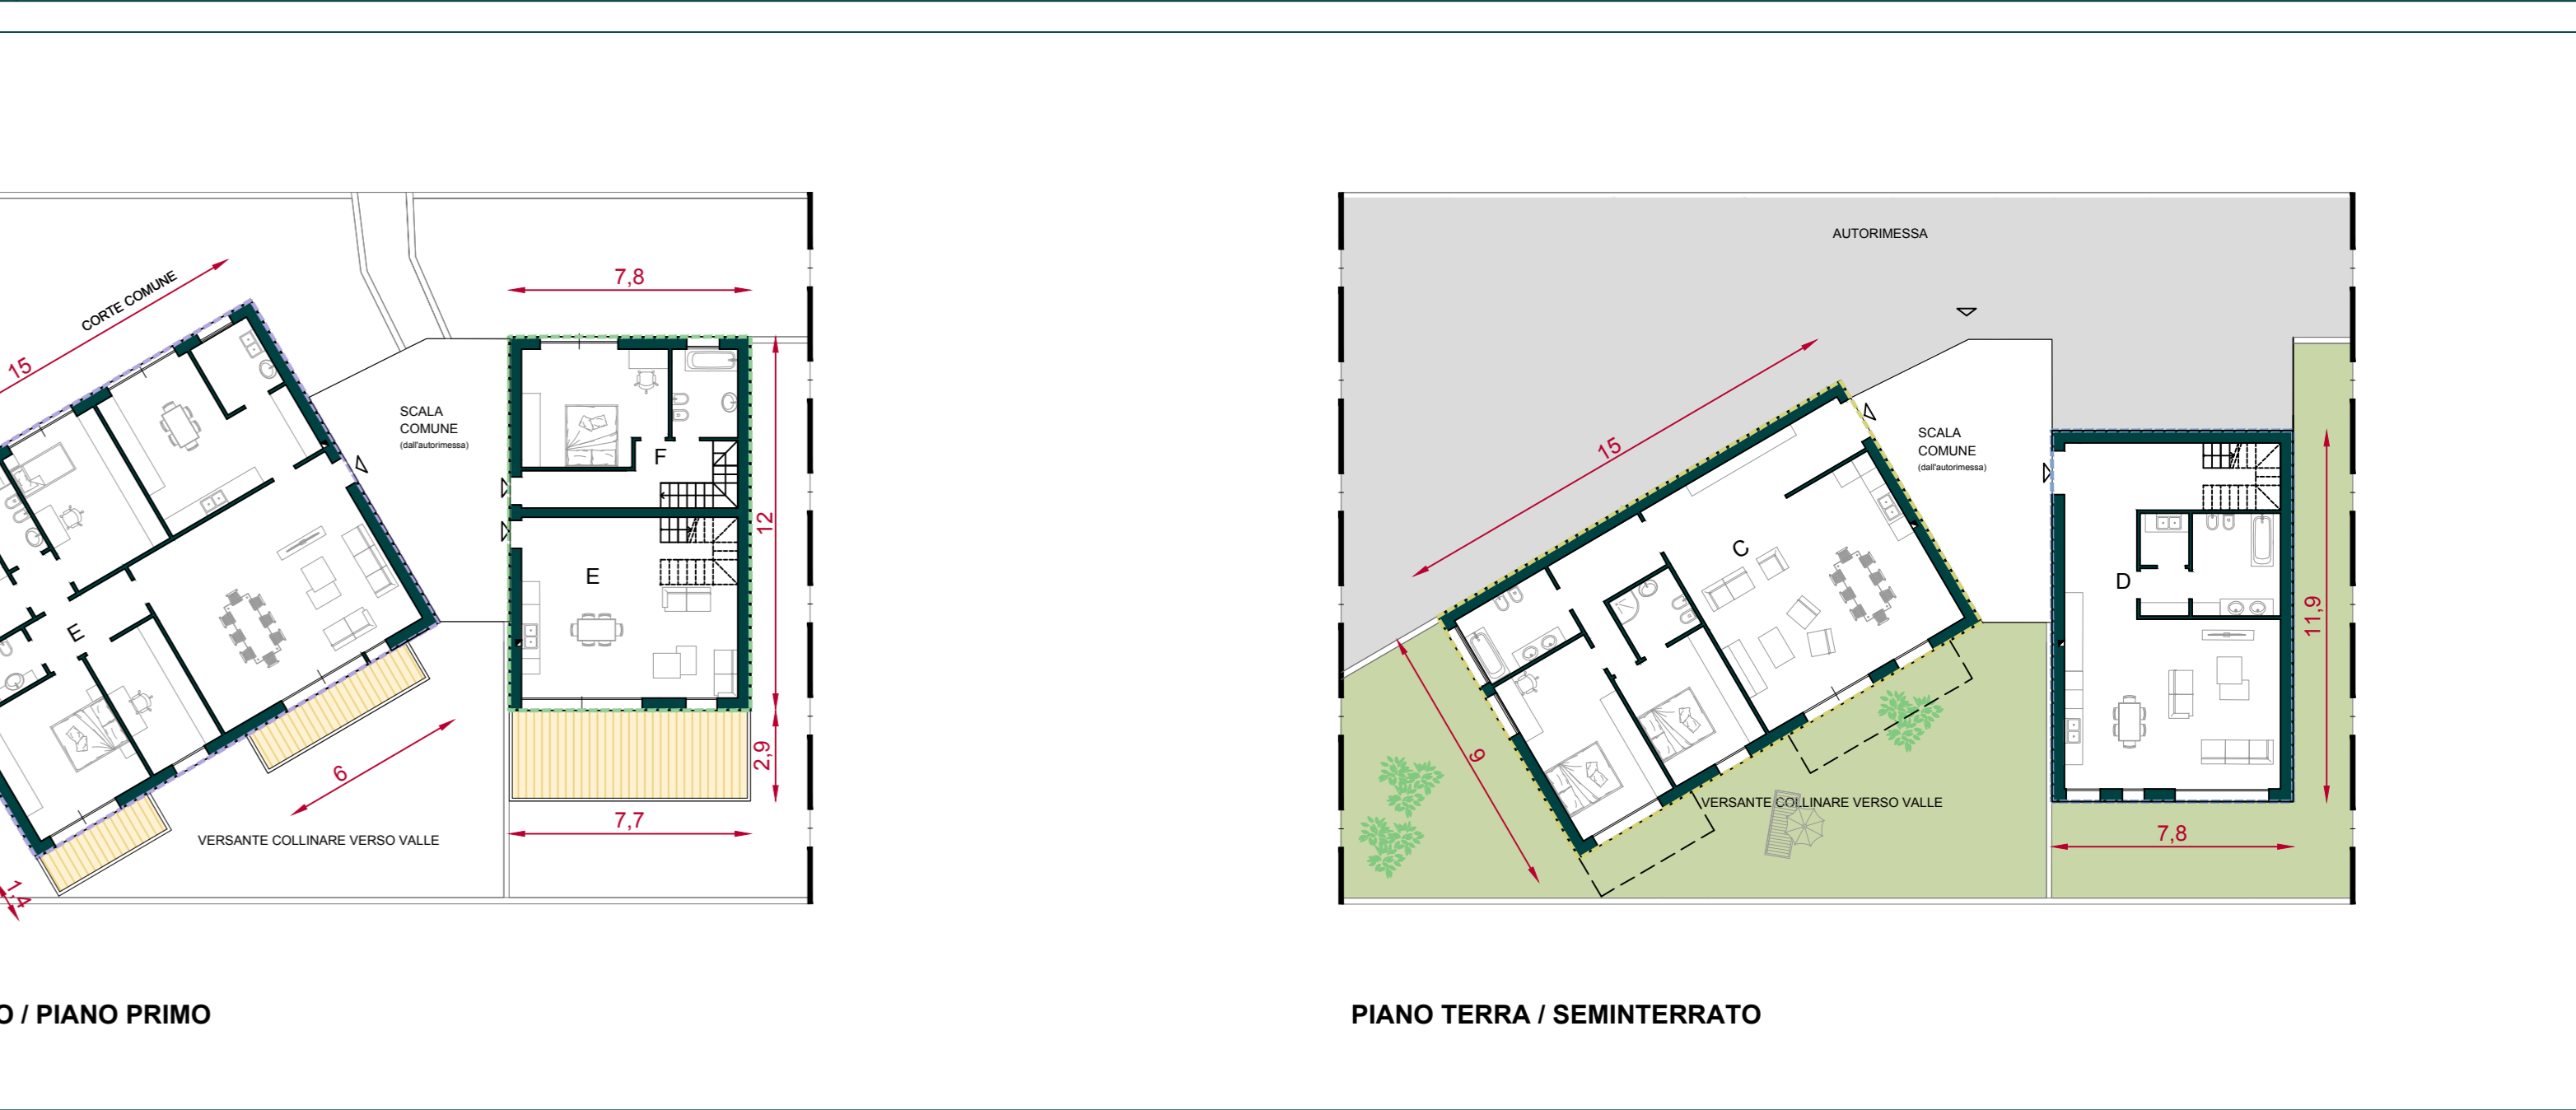 CORTE COMUNE
15
7,8
SCALA
COMUNE
(dall'autorimessa)
F
12
E
E
2,9
6
7,7
VERSANTE COLLINARE VERSO VALLE
1,4
O / PIANO PRIMO
AUTORIMESSA
15
SCALA
COMUNE
(dall'autorimessa)
C
D
11,9
9
VERSANTE COLLINARE VERSO VALLE
7,8
PIANO TERRA / SEMINTERRATO